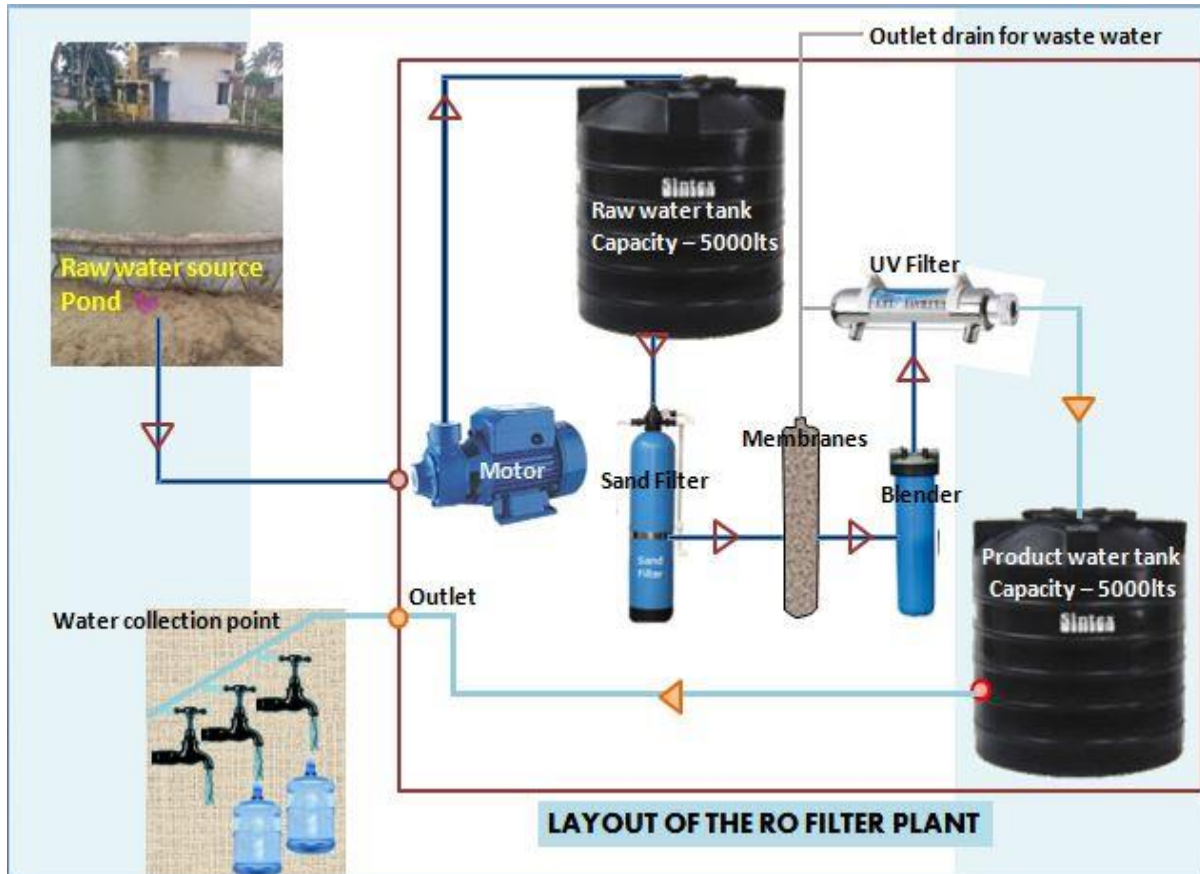 Outlet drain for waste water
Sintex
Raw water tank
Capacity – 5000lts
Raw water source
Pond
UV Filter
Motor
Sand Filter
Membranes
Blender
Sand
Filter
Product water tank
Capacity – 5000lts
Sintex
Outlet
Water collection point
LAYOUT OF THE RO FILTER PLANT